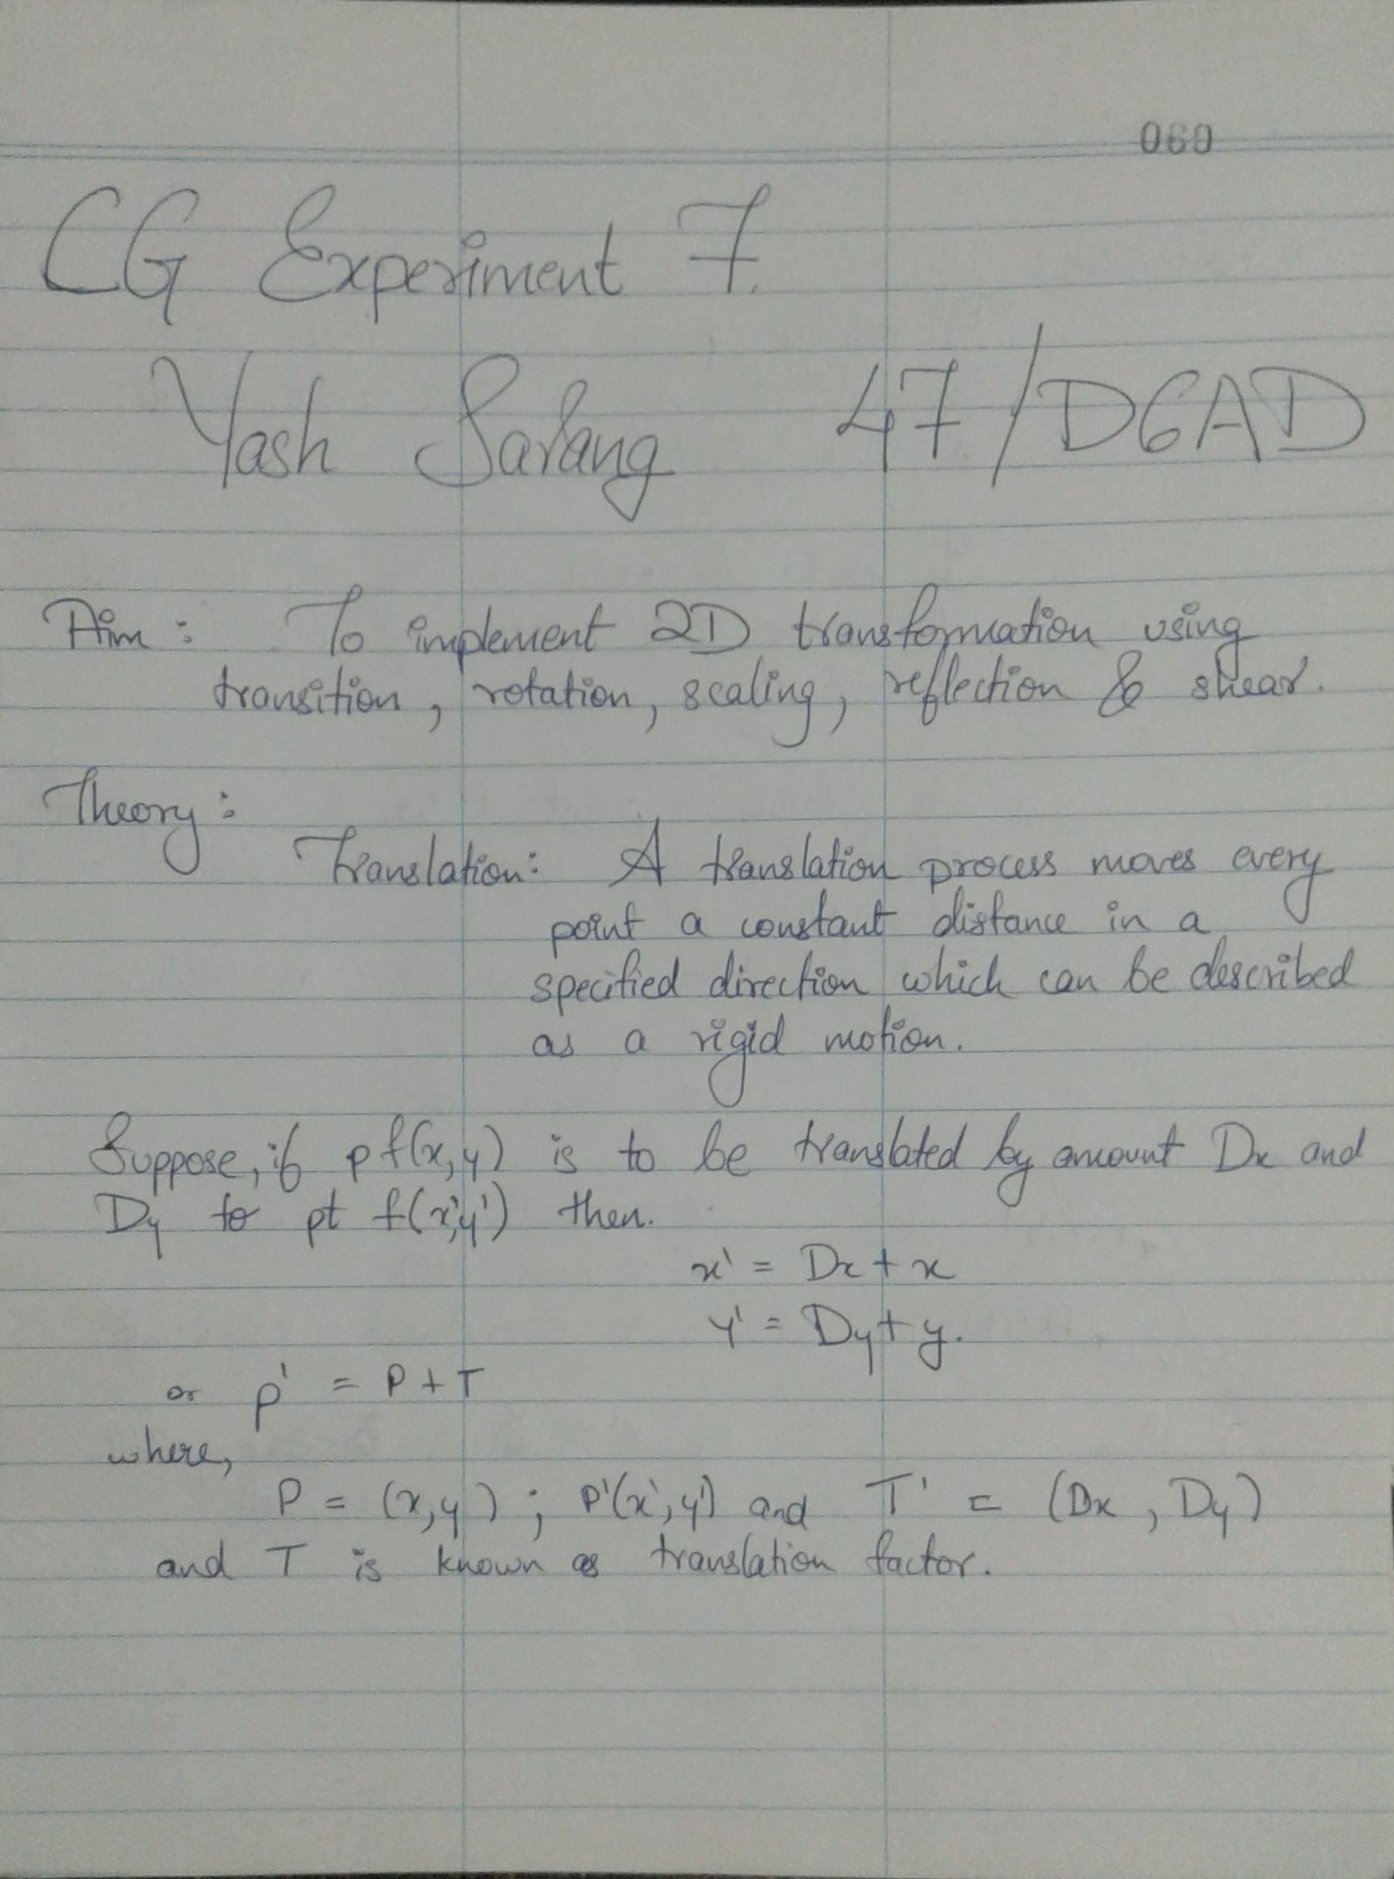 060
CG Experiment 7.
Yash Sarang 47/D6AD
Aim : To implement 2D transformation using
transition, rotation, scaling, reflection & shear.
Theory :
Translation: A translation process moves every
point a constant distance in a
specified direction which can be described
as a rigid motion.
Suppose, if p f(x,y) is to be translated by amount Dx and
Dy to pt f(x',y') then.
x' = Dx + x
y' = Dy + y.
or p' = P + T
where,
P = (x,y) ; P'(x',y') and T' = (Dx, Dy)
and T is known as translation factor.